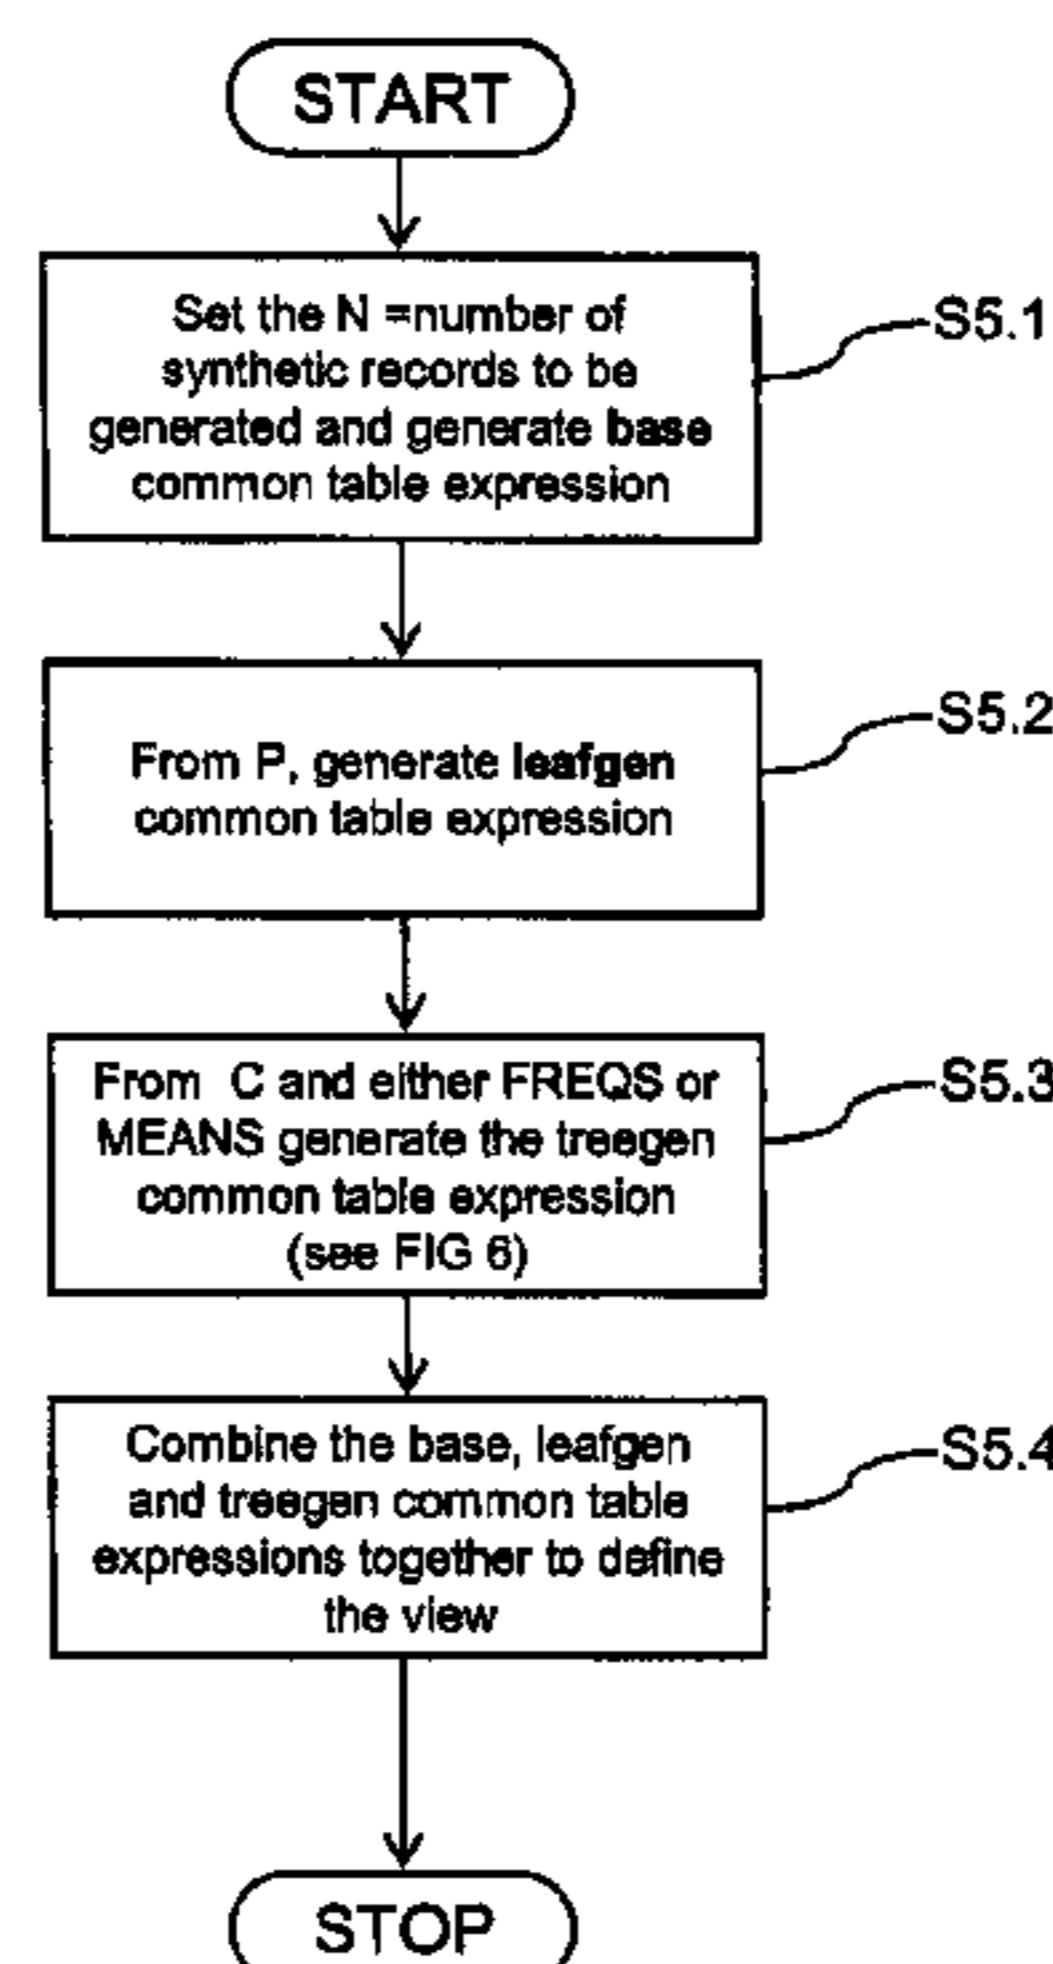 START
Set the N =number of
synthetic records to be
generated and generate base
common table expression
S5.1
From P, generate leafgen
common table expression
S5.2
From C and either FREQS or
MEANS generate the treegen
common table expression
(see FIG 6)
S5.3
Combine the base, leafgen
and treegen common table
expressions together to define
the view
S5.4
STOP